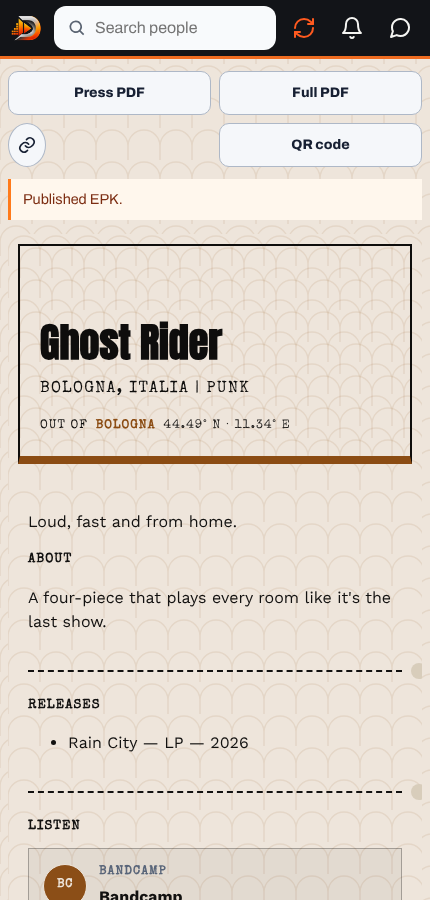 Search people
Press PDF
Full PDF
QR code
Published EPK.
Ghost Rider
BOLOGNA, ITALIA | PUNK
OUT OF BOLOGNA 44.49° N · 11.34° E
Loud, fast and from home.
ABOUT
A four-piece that plays every room like it's the
last show.
RELEASES
• Rain City — LP — 2026
LISTEN
BC
BANDCAMP
Bandcamp